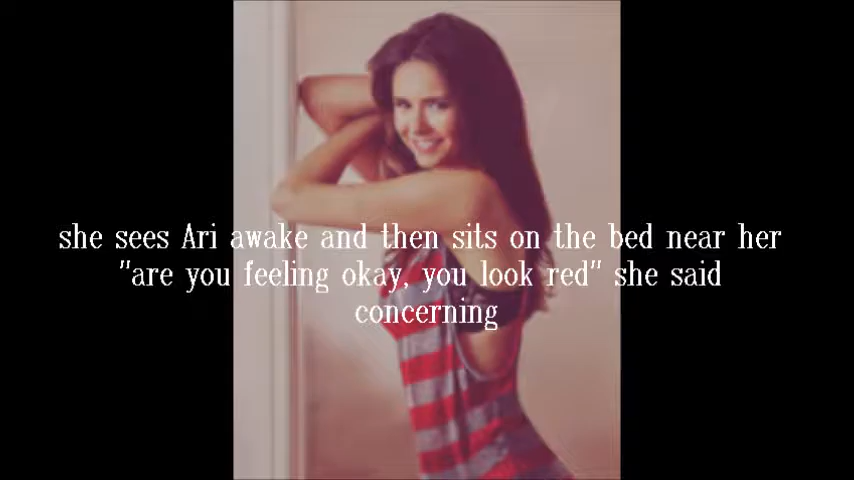 she sees Ari awake and then sits on the bed near her
"are you feeling okay, you look red" she said
concerning